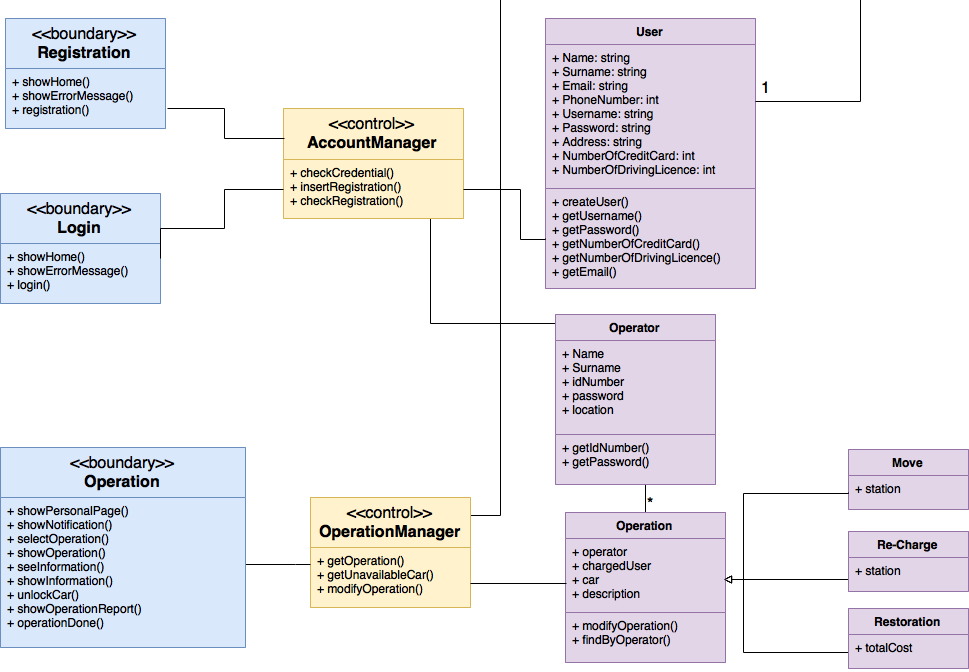 <<boundary>>
Registration
+ showHome()
+ showErrorMessage()
+ registration()
<<control>>
AccountManager
+ checkCredential()
+ insertRegistration()
+ checkRegistration()
<<boundary>>
Login
+ showHome()
+ showErrorMessage()
+ login()
User
+ Name: string
+ Surname: string
+ Email: string
+ PhoneNumber: int
+ Username: string
+ Password: string
+ Address: string
+ NumberOfCreditCard: int
+ NumberOfDrivingLicence: int
+ createUser()
+ getUsername()
+ getPassword()
+ getNumberOfCreditCard()
+ getNumberOfDrivingLicence()
+ getEmail()
1
Operator
+ Name
+ Surname
+ idNumber
+ password
+ location
+ getIdNumber()
+ getPassword()
*
<<boundary>>
Operation
+ showPersonalPage()
+ showNotification()
+ selectOperation()
+ showOperation()
+ seeInformation()
+ showInformation()
+ unlockCar()
+ showOperationReport()
+ operationDone()
<<control>>
OperationManager
+ getOperation()
+ getUnavailableCar()
+ modifyOperation()
Operation
+ operator
+ chargedUser
+ car
+ description
+ modifyOperation()
+ findByOperator()
Move
+ station
Re-Charge
+ station
Restoration
+ totalCost